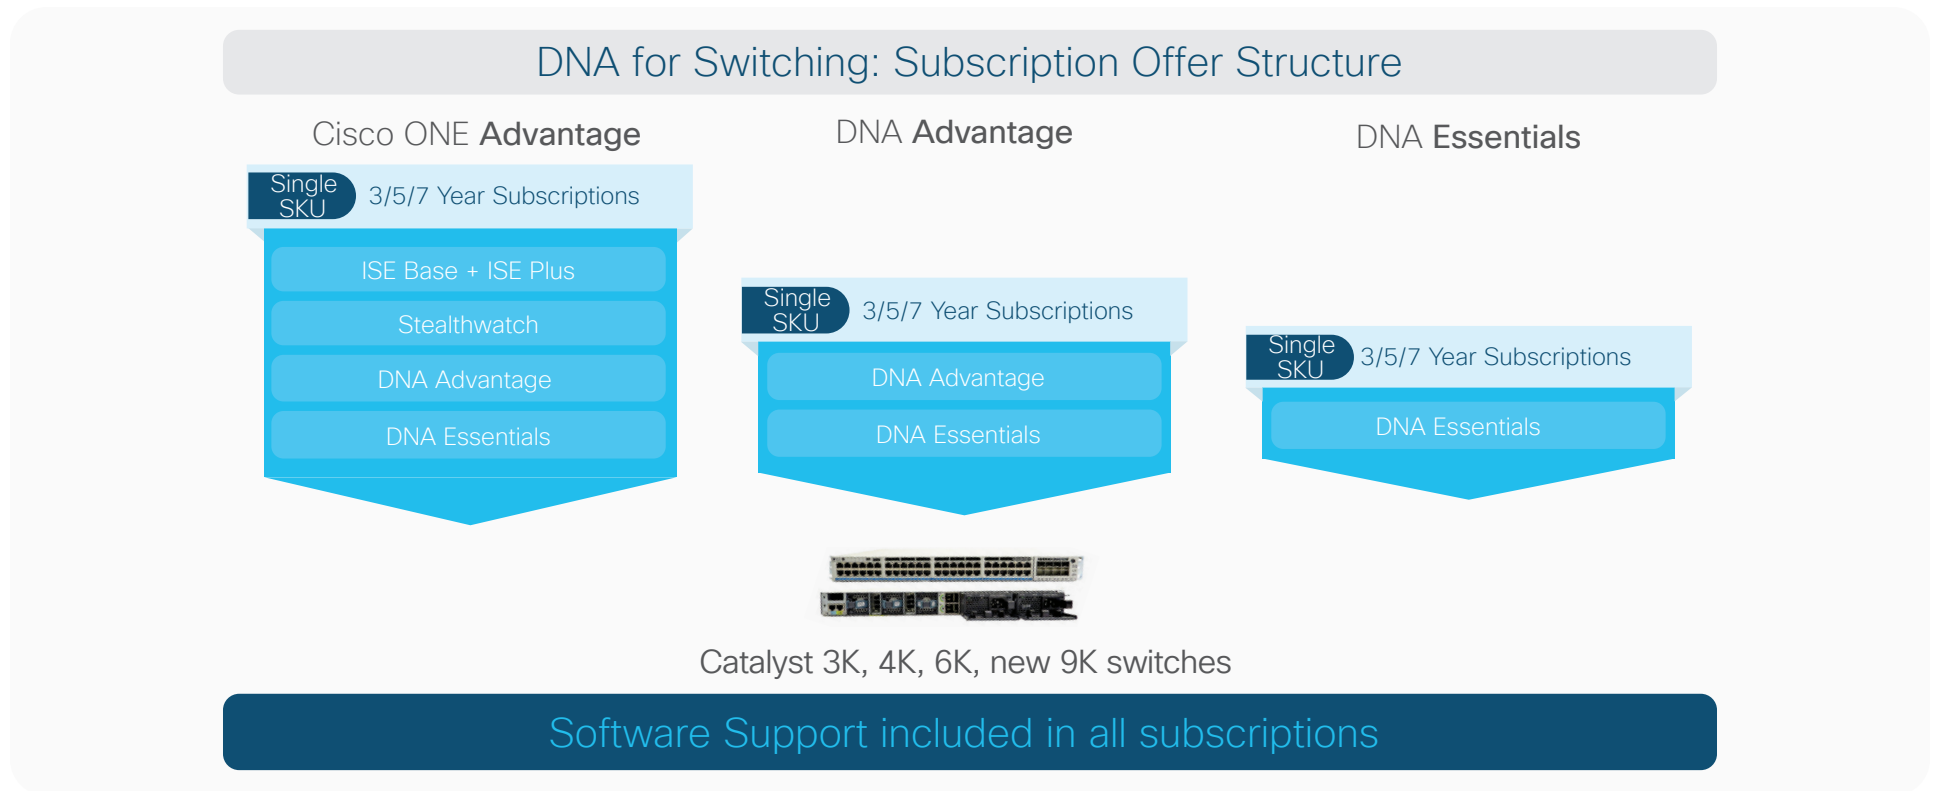 DNA for Switching: Subscription Offer Structure
Cisco ONE Advantage
Single
SKU
3/5/7 Year Subscriptions
ISE Base + ISE Plus
Stealthwatch
DNA Advantage
DNA Essentials
DNA Advantage
Single
SKU
3/5/7 Year Subscriptions
DNA Advantage
DNA Essentials
DNA Essentials
Single
SKU
3/5/7 Year Subscriptions
DNA Essentials
Catalyst 3K, 4K, 6K, new 9K switches
Software Support included in all subscriptions